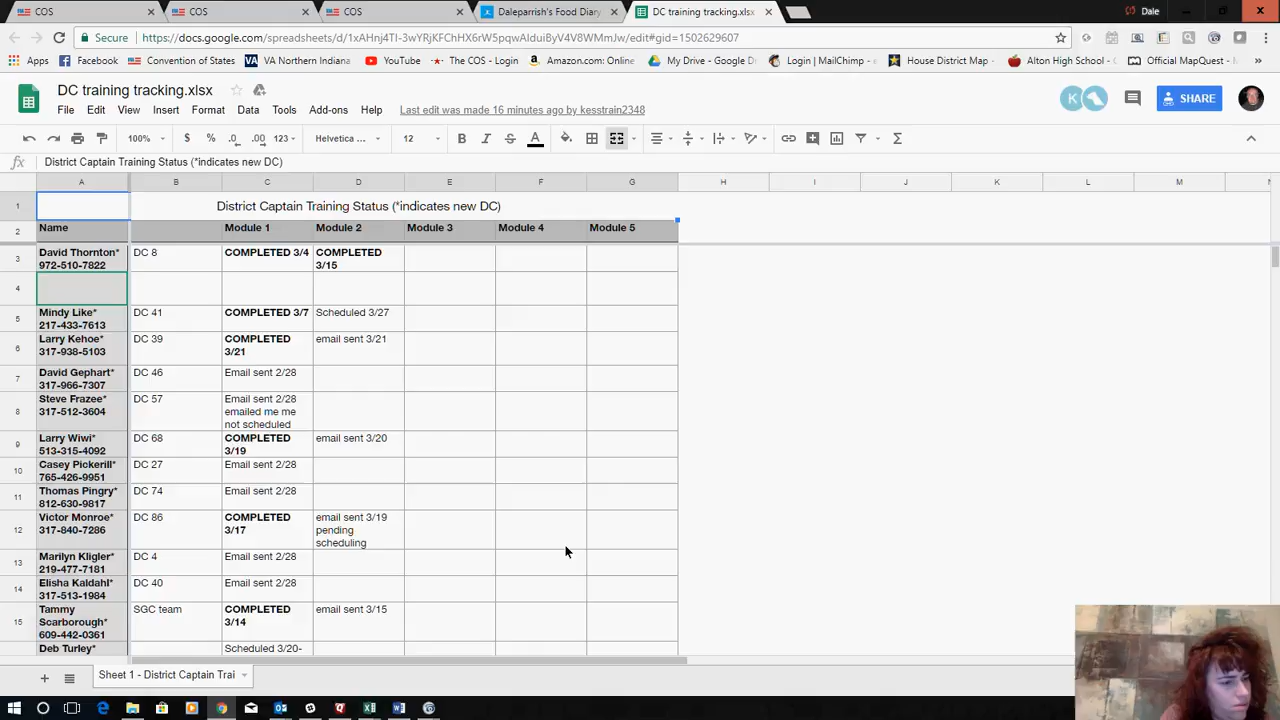 COS × COS × COS × Daleparrish's Food Diary × DC training tracking.xlsx × Dale
Secure https://docs.google.com/spreadsheets/d/1xAHnj4TI-3wYRjKFChHX6rW5pqwAlduiByV4V8WMmJw/edit#gid=1502629607
Apps Facebook Convention of States VA Northern Indiana YouTube The COS - Login Amazon.com: Online My Drive - Google D Login | MailChimp - E House District Map - Alton High School - C Official MapQuest - »
DC training tracking.xlsx
K SHARE
File Edit View Insert Format Data Tools Add-ons Help Last edit was made 16 minutes ago by kesstrain2348
100% $ % .0 .00 123 Helvetica ... 12 B I S A Σ
fx District Captain Training Status (*indicates new DC)
A B C D E F G H I J K L M
1 District Captain Training Status (*indicates new DC)
2 Name Module 1 Module 2 Module 3 Module 4 Module 5
3 David Thornton* DC 8 COMPLETED 3/4 COMPLETED
972-510-7822 3/15
4
5 Mindy Like* DC 41 COMPLETED 3/7 Scheduled 3/27
217-433-7613
6 Larry Kehoe* DC 39 COMPLETED email sent 3/21
317-938-5103 3/21
7 David Gephart* DC 46 Email sent 2/28
317-966-7307
8 Steve Frazee* DC 57 Email sent 2/28
317-512-3604 emailed me me
not scheduled
9 Larry Wiwi* DC 68 COMPLETED email sent 3/20
513-315-4092 3/19
10 Casey Pickerill* DC 27 Email sent 2/28
765-426-9951
11 Thomas Pingry* DC 74 Email sent 2/28
812-630-9817
12 Victor Monroe* DC 86 COMPLETED email sent 3/19
317-840-7286 3/17 pending
scheduling
13 Marilyn Kligler* DC 4 Email sent 2/28
219-477-7181
14 Elisha Kaldahl* DC 40 Email sent 2/28
317-513-1984
15 Tammy SGC team COMPLETED email sent 3/15
Scarborough* 3/14
609-442-0361
Deb Turley* Scheduled 3/20-
+ Sheet 1 - District Captain Trai